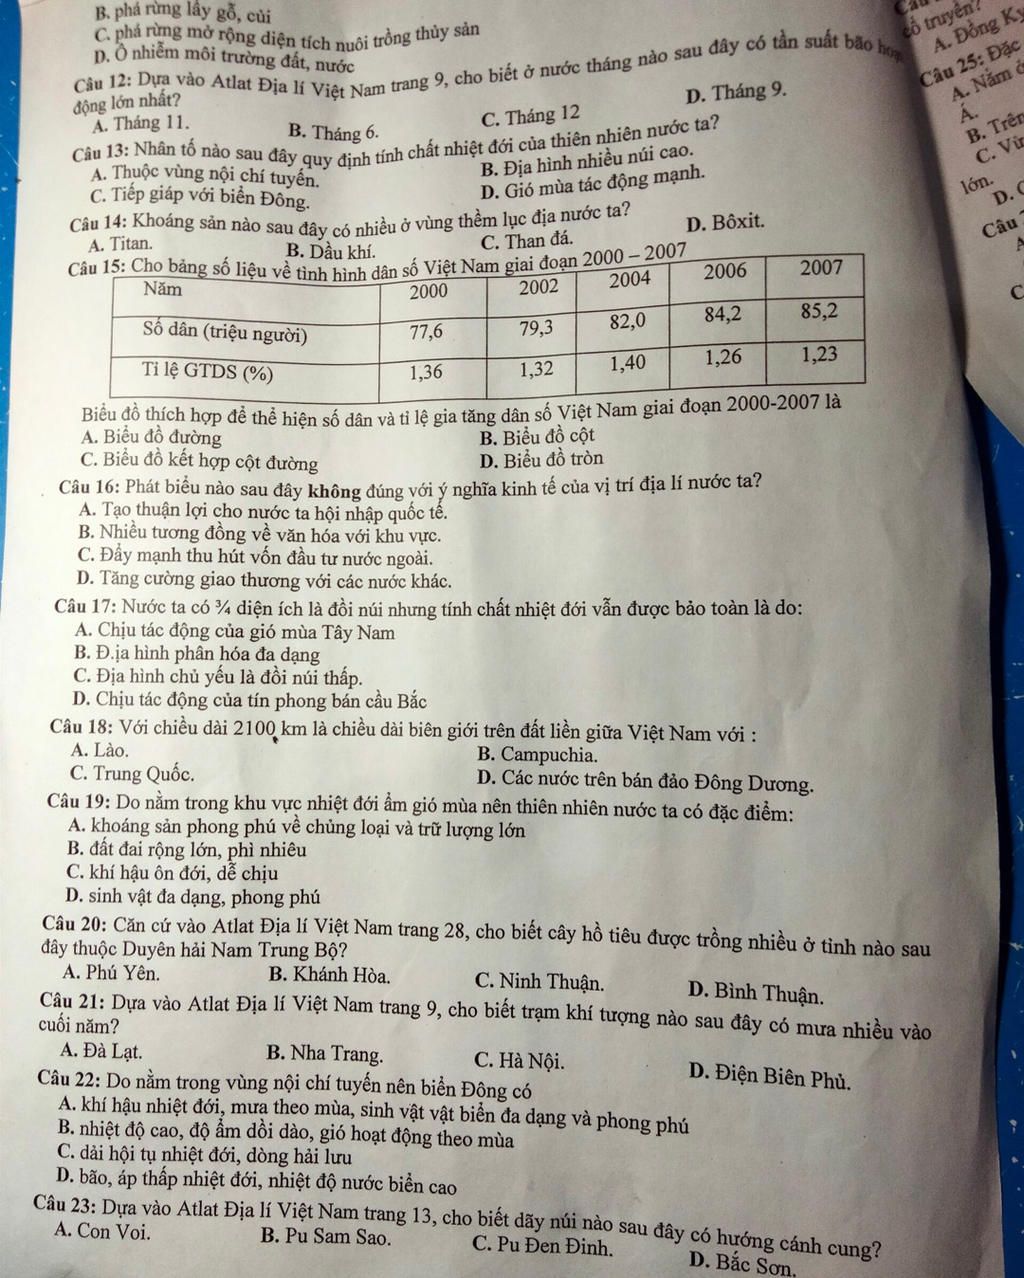 B. phá rừng lấy gỗ, củi
C. phá rừng mở rộng diện tích nuôi trồng thủy sản
D. Ô nhiễm môi trường đất, nước
Câu 12: Dựa vào Atlat Địa lí Việt Nam trang 9, cho biết ở nước tháng nào sau đây có tần suất bão hoạt
động lớn nhất?
A. Tháng 11. B. Tháng 6. C. Tháng 12 D. Tháng 9.
Câu 13: Nhân tố nào sau đây quy định tính chất nhiệt đới của thiên nhiên nước ta?
A. Thuộc vùng nội chí tuyến. B. Địa hình nhiều núi cao.
C. Tiếp giáp với biển Đông. D. Gió mùa tác động mạnh.
Câu 14: Khoáng sản nào sau đây có nhiều ở vùng thềm lục địa nước ta?
A. Titan. B. Dầu khí. C. Than đá. D. Bôxit.
Câu 15: Cho bảng số liệu về tình hình dân số Việt Nam giai đoạn 2000 – 2007
Năm 2000 2002 2004 2006 2007
Số dân (triệu người) 77,6 79,3 82,0 84,2 85,2
Tỉ lệ GTDS (%) 1,36 1,32 1,40 1,26 1,23
Biểu đồ thích hợp để thể hiện số dân và tỉ lệ gia tăng dân số Việt Nam giai đoạn 2000-2007 là
A. Biểu đồ đường B. Biểu đồ cột
C. Biểu đồ kết hợp cột đường D. Biểu đồ tròn
Câu 16: Phát biểu nào sau đây không đúng với ý nghĩa kinh tế của vị trí địa lí nước ta?
A. Tạo thuận lợi cho nước ta hội nhập quốc tế.
B. Nhiều tương đồng về văn hóa với khu vực.
C. Đẩy mạnh thu hút vốn đầu tư nước ngoài.
D. Tăng cường giao thương với các nước khác.
Câu 17: Nước ta có ¾ diện ích là đồi núi nhưng tính chất nhiệt đới vẫn được bảo toàn là do:
A. Chịu tác động của gió mùa Tây Nam
B. Đ.ịa hình phân hóa đa dạng
C. Địa hình chủ yếu là đồi núi thấp.
D. Chịu tác động của tín phong bán cầu Bắc
Câu 18: Với chiều dài 2100 km là chiều dài biên giới trên đất liền giữa Việt Nam với :
A. Lào. B. Campuchia.
C. Trung Quốc. D. Các nước trên bán đảo Đông Dương.
Câu 19: Do nằm trong khu vực nhiệt đới ẩm gió mùa nên thiên nhiên nước ta có đặc điểm:
A. khoáng sản phong phú về chủng loại và trữ lượng lớn
B. đất đai rộng lớn, phì nhiêu
C. khí hậu ôn đới, dễ chịu
D. sinh vật đa dạng, phong phú
Câu 20: Căn cứ vào Atlat Địa lí Việt Nam trang 28, cho biết cây hồ tiêu được trồng nhiều ở tỉnh nào sau
đây thuộc Duyên hải Nam Trung Bộ?
A. Phú Yên. B. Khánh Hòa. C. Ninh Thuận. D. Bình Thuận.
Câu 21: Dựa vào Atlat Địa lí Việt Nam trang 9, cho biết trạm khí tượng nào sau đây có mưa nhiều vào
cuối năm?
A. Đà Lạt. B. Nha Trang. C. Hà Nội. D. Điện Biên Phủ.
Câu 22: Do nằm trong vùng nội chí tuyến nên biển Đông có
A. khí hậu nhiệt đới, mưa theo mùa, sinh vật vật biển đa dạng và phong phú
B. nhiệt độ cao, độ ẩm dồi dào, gió hoạt động theo mùa
C. dải hội tụ nhiệt đới, dòng hải lưu
D. bão, áp thấp nhiệt đới, nhiệt độ nước biển cao
Câu 23: Dựa vào Atlat Địa lí Việt Nam trang 13, cho biết dãy núi nào sau đây có hướng cánh cung?
A. Con Voi. B. Pu Sam Sao. C. Pu Đen Đinh. D. Bắc Sơn.
cổ truyền?
A. Đồng Ky
Câu 25: Đặc
A. Nằm ở
Á.
B. Trên
C. Vù
lớn.
D.
Câu
A
C